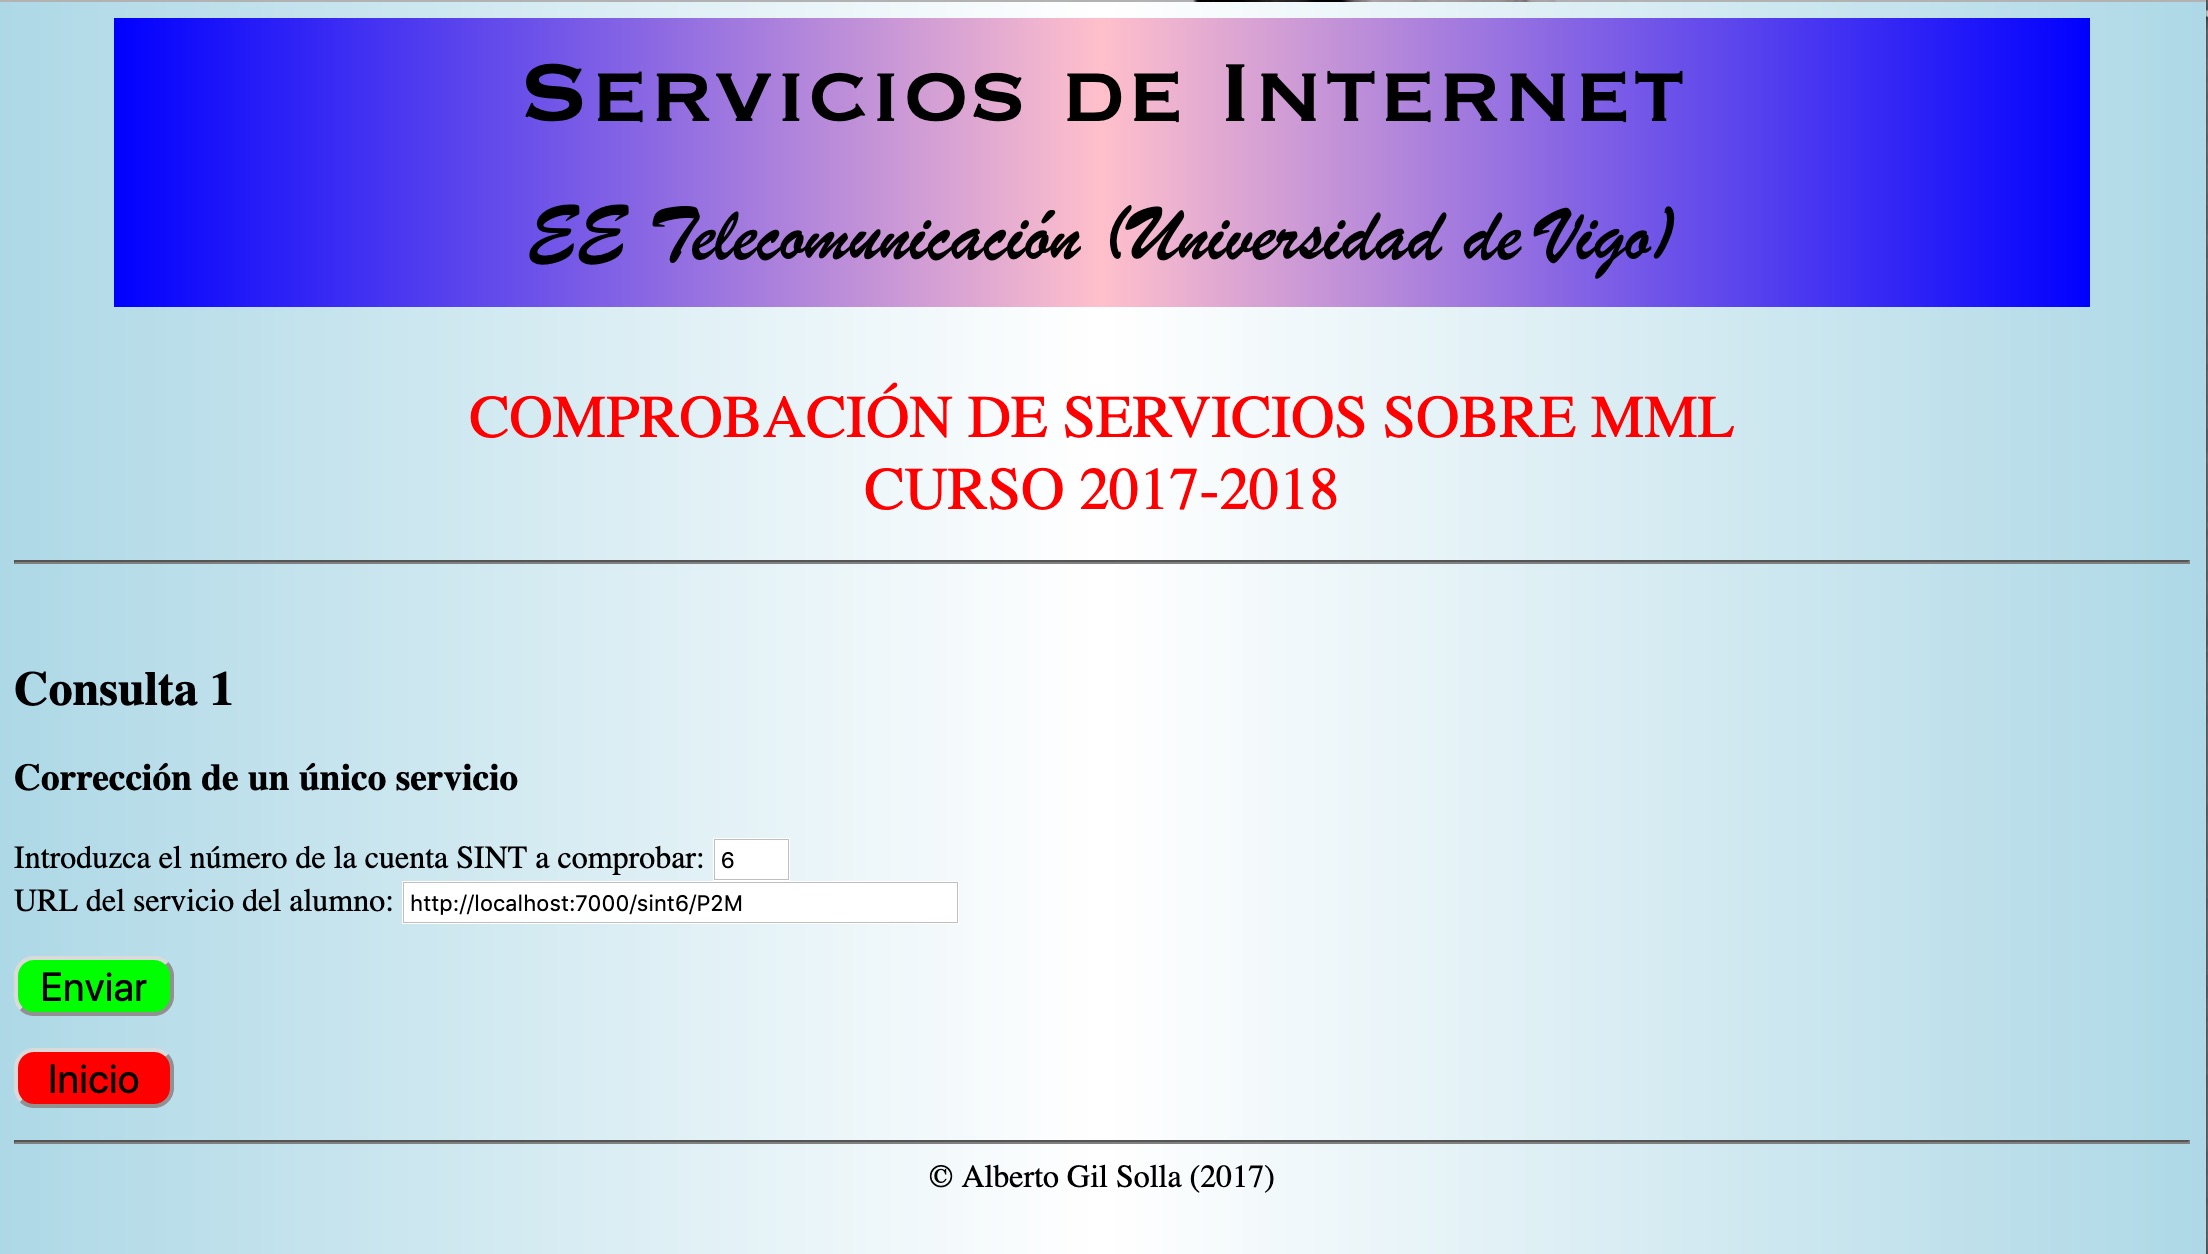 Servicios de Internet
EE Telecomunicación (Universidad de Vigo)
COMPROBACIÓN DE SERVICIOS SOBRE MML
CURSO 2017-2018
Consulta 1
Corrección de un único servicio
Introduzca el número de la cuenta SINT a comprobar: 6
URL del servicio del alumno: http://localhost:7000/sint6/P2M
Enviar
Inicio
© Alberto Gil Solla (2017)